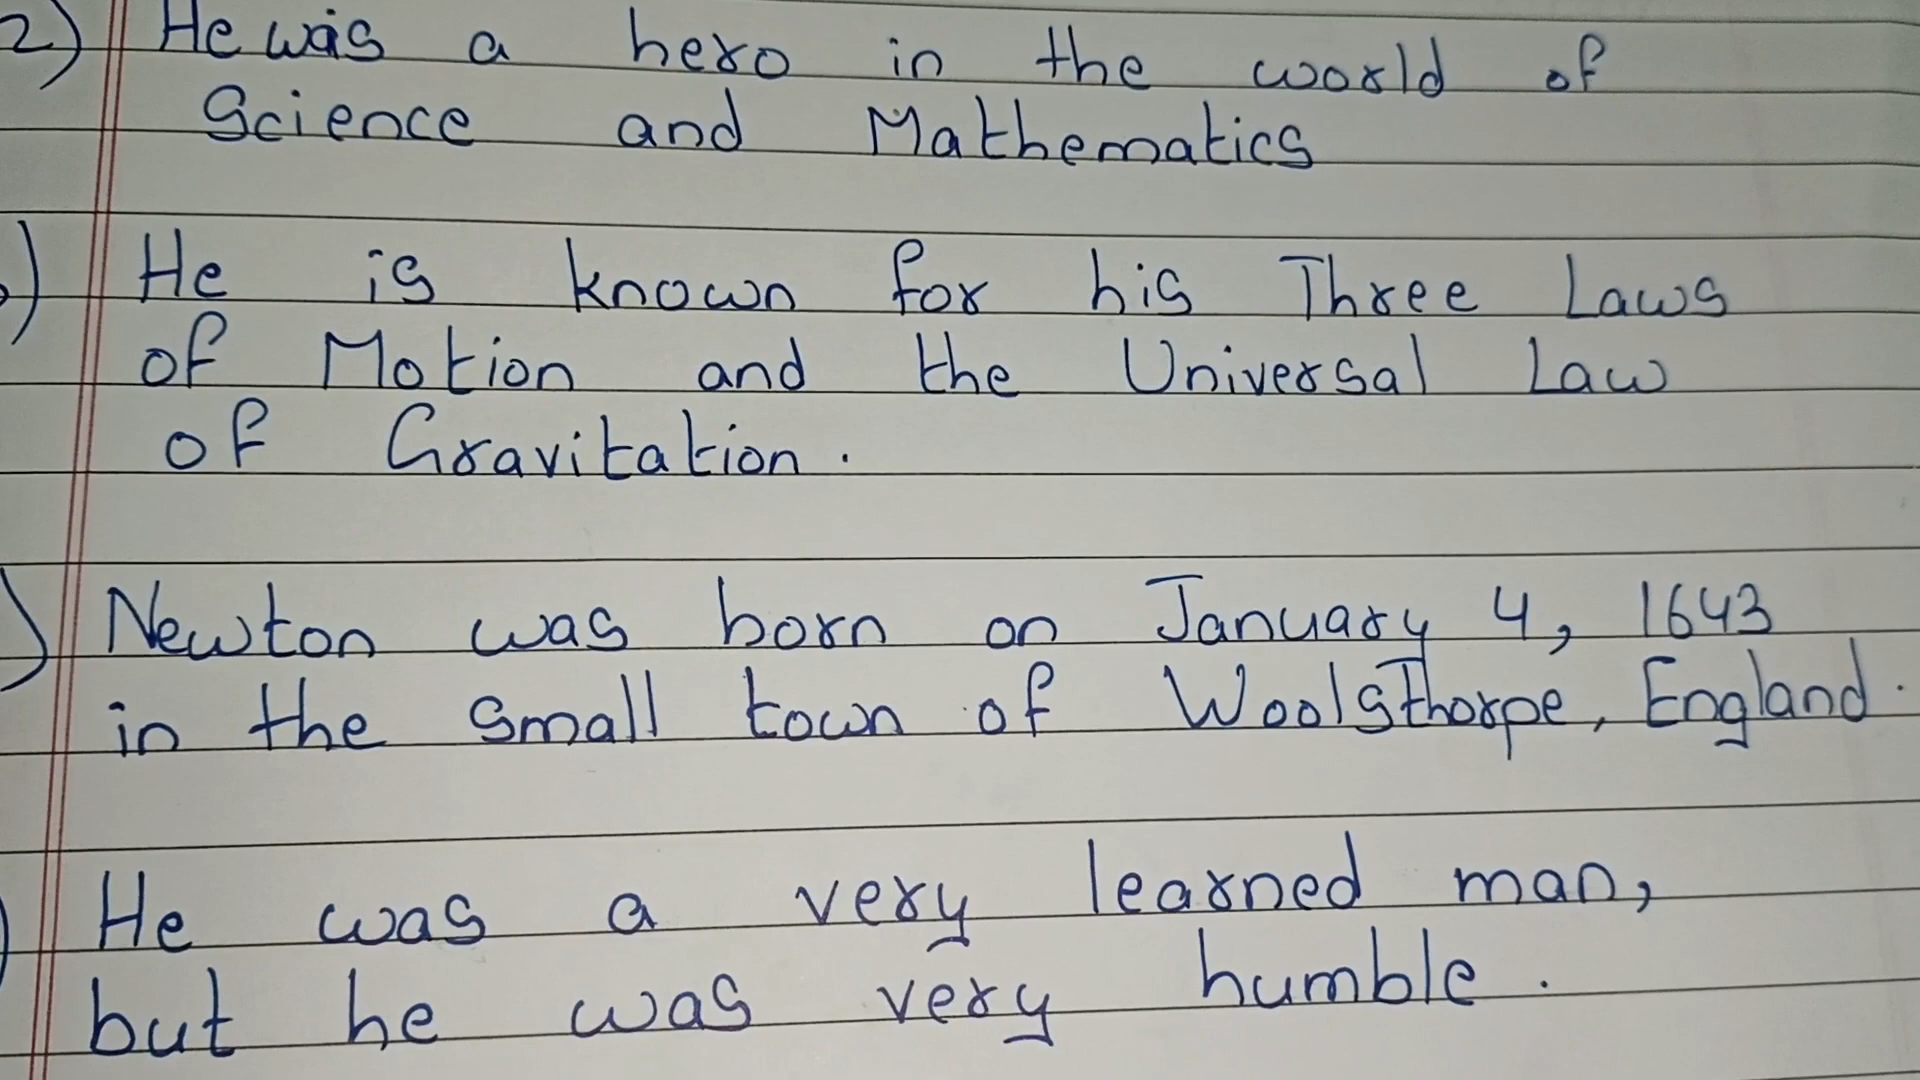 2) He was a hero in the world of
Science and Mathematics
) He is known for his Three Laws
of Motion and the Universal Law
of Gravitation.
) Newton was born on January 4, 1643
in the small town of WoolsThorpe, England.
) He was a very learned man,
but he was very humble.